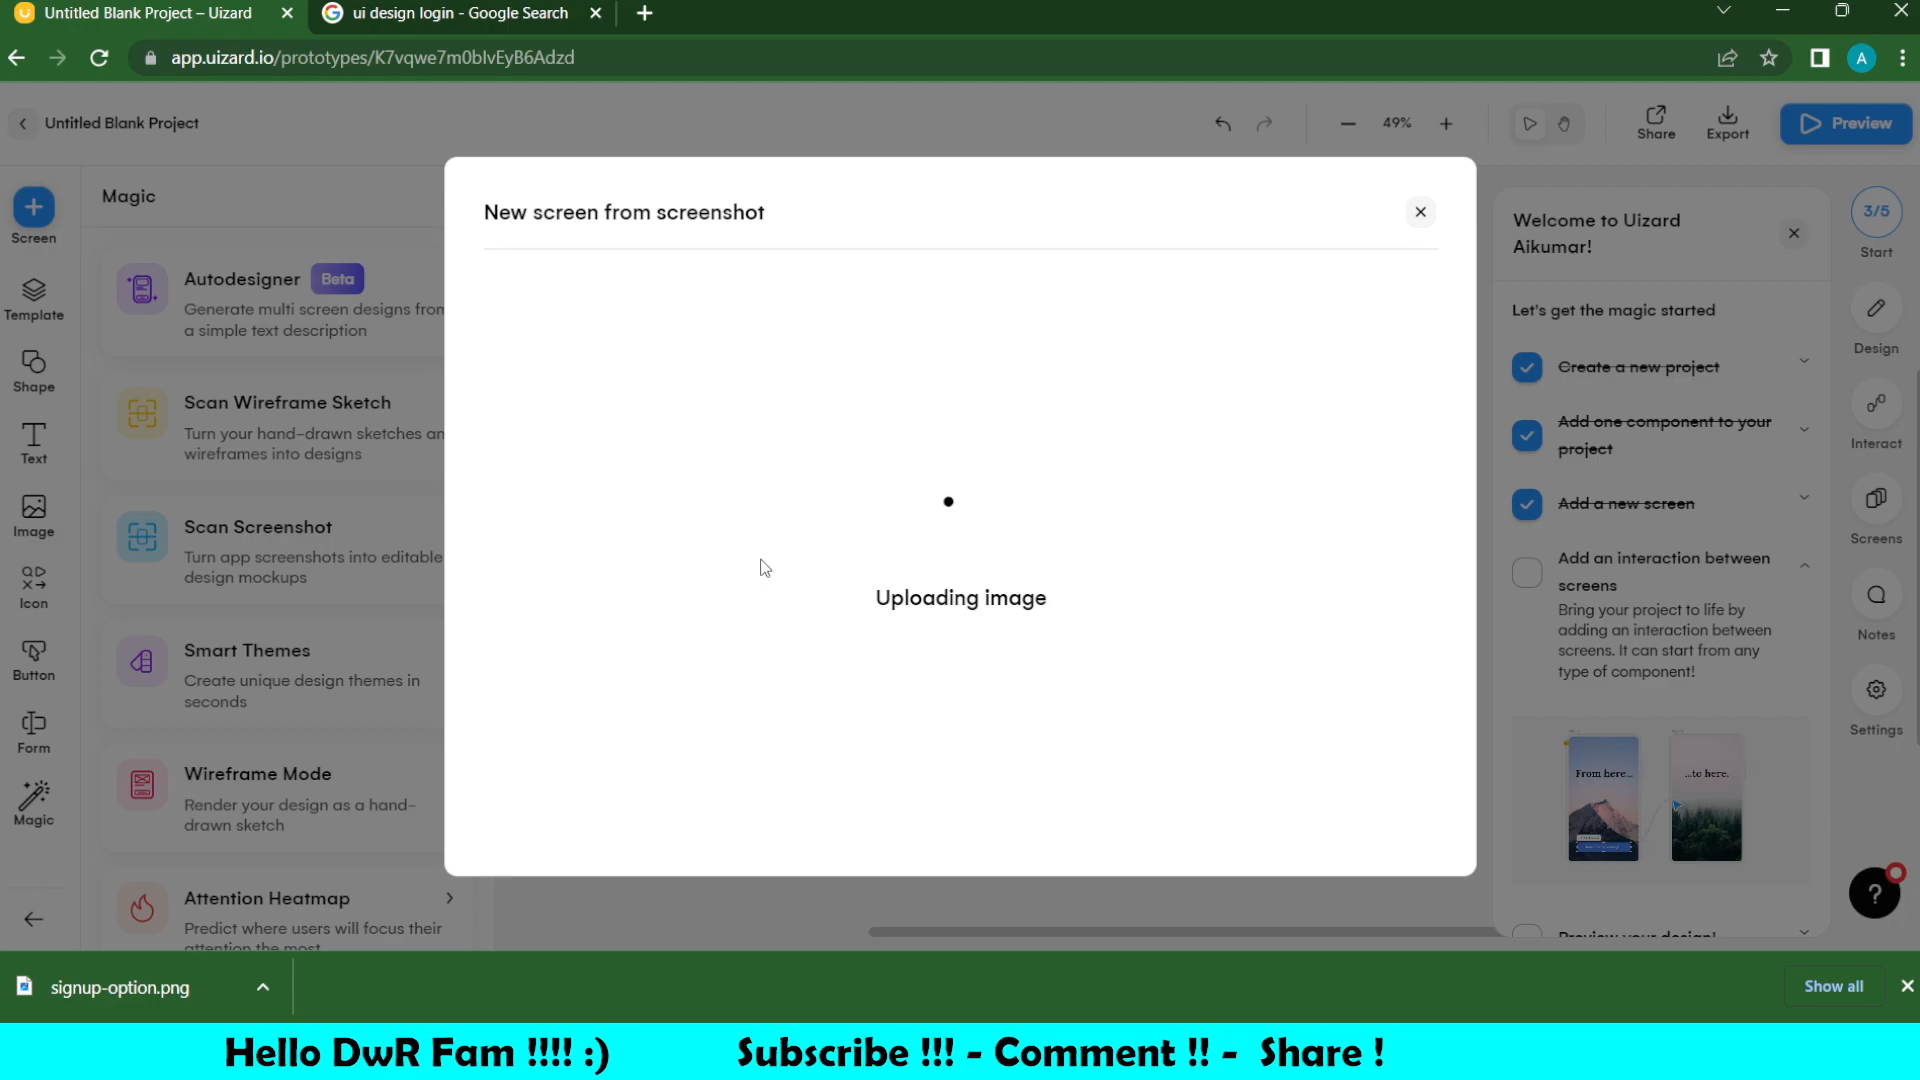 Untitled Blank Project – Uizard
ui design login - Google Search
app.uizard.io/prototypes/K7vqwe7m0blvEyB6Adzd
A
Untitled Blank Project
49%
Share
Export
Preview
Screen
Template
Shape
Text
Image
Icon
Button
Form
Magic
Magic
Autodesigner Beta
Generate multi screen designs from
a simple text description
Scan Wireframe Sketch
Turn your hand-drawn sketches an
wireframes into designs
Scan Screenshot
Turn app screenshots into editable
design mockups
Smart Themes
Create unique design themes in
seconds
Wireframe Mode
Render your design as a hand-
drawn sketch
Attention Heatmap
Predict where users will focus their
attention the most
New screen from screenshot
Uploading image
Welcome to Uizard
Aikumar!
Let's get the magic started
Create a new project
Add one component to your
project
Add a new screen
Add an interaction between
screens
Bring your project to life by
adding an interaction between
screens. It can start from any
type of component!
From here...
...to here.
Preview your design!
3/5
Start
Design
Interact
Screens
Notes
Settings
?
signup-option.png
Show all
Hello DwR Fam !!!! :) Subscribe !!! - Comment !! - Share !